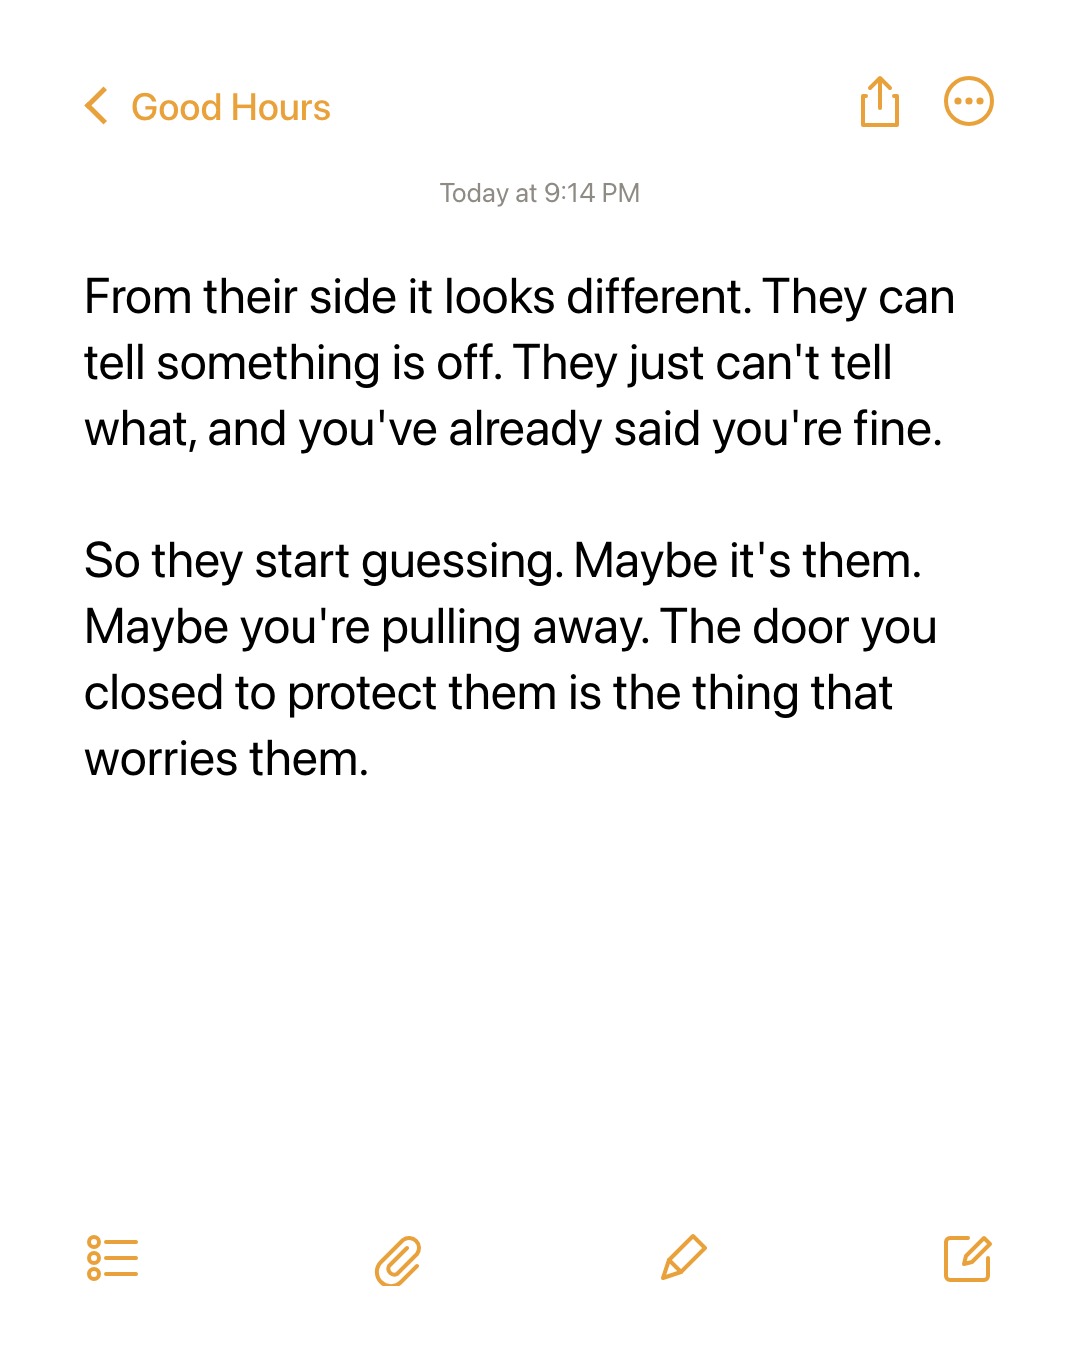 Good Hours
Today at 9:14 PM
From their side it looks different. They can
tell something is off. They just can't tell
what, and you've already said you're fine.
So they start guessing. Maybe it's them.
Maybe you're pulling away. The door you
closed to protect them is the thing that
worries them.